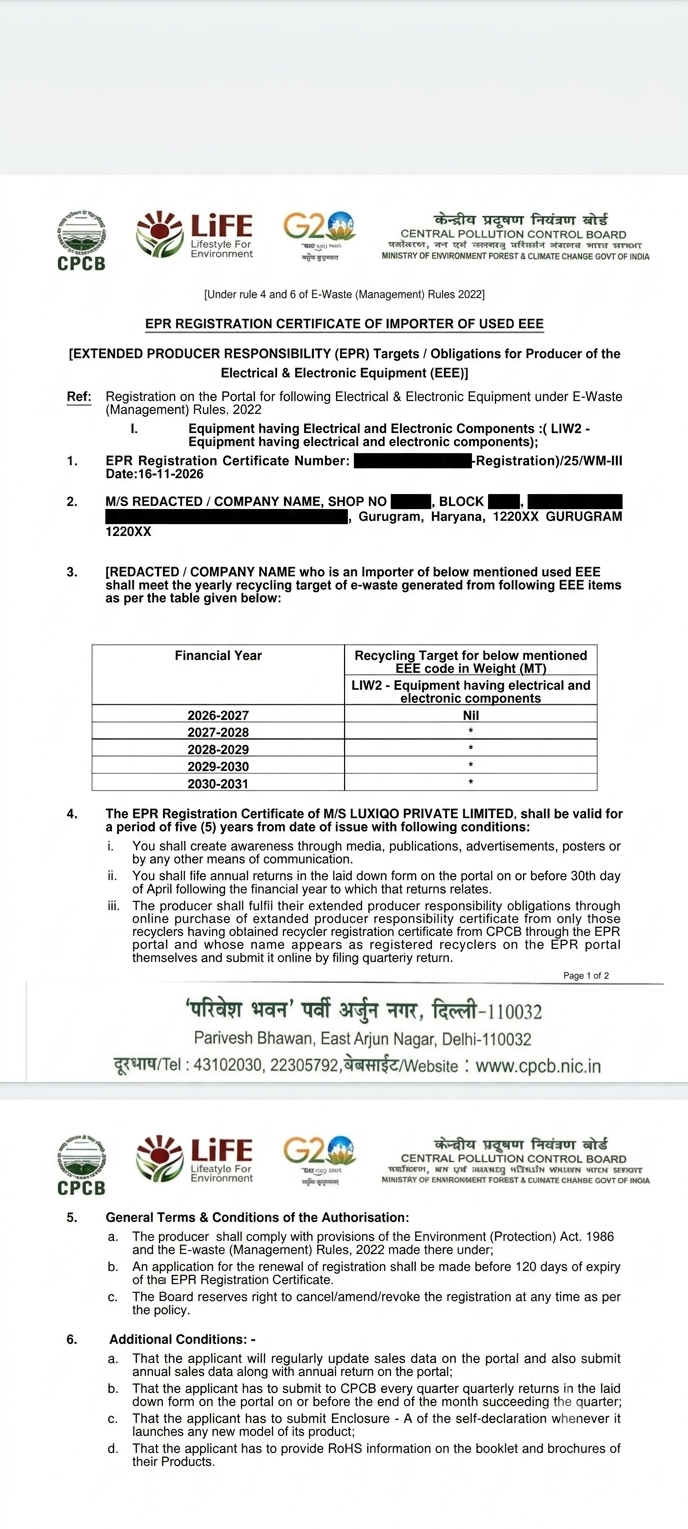 CPCB
LiFE
Lifestyle For
Environment
G20
केन्द्रीय प्रदूषण नियंत्रण बोर्ड
CENTRAL POLLUTION CONTROL BOARD
MINISTRY OF ENVIRONMENT FOREST & CLIMATE CHANGE GOVT OF INDIA
[Under rule 4 and 6 of E-Waste (Management) Rules 2022]
EPR REGISTRATION CERTIFICATE OF IMPORTER OF USED EEE
[EXTENDED PRODUCER RESPONSIBILITY (EPR) Targets / Obligations for Producer of the
Electrical & Electronic Equipment (EEE)]
Ref: Registration on the Portal for following Electrical & Electronic Equipment under E-Waste
(Management) Rules, 2022
I. Equipment having Electrical and Electronic Components :( LIW2 -
Equipment having electrical and electronic components);
1. EPR Registration Certificate Number: -Registration)/25/WM-III
Date:16-11-2026
2. M/S REDACTED / COMPANY NAME, SHOP NO , BLOCK ,
, Gurugram, Haryana, 1220XX GURUGRAM
1220XX
3. [REDACTED / COMPANY NAME who is an Importer of below mentioned used EEE
shall meet the yearly recycling target of e-waste generated from following EEE items
as per the table given below:
Financial Year
Recycling Target for below mentioned
EEE code in Weight (MT)
LIW2 - Equipment having electrical and
electronic components
2026-2027 Nil
2027-2028 *
2028-2029 *
2029-2030 *
2030-2031 *
4. The EPR Registration Certificate of M/S LUXIQO PRIVATE LIMITED, shall be valid for
a period of five (5) years from date of issue with following conditions:
i. You shall create awareness through media, publications, advertisements, posters or
by any other means of communication.
ii. You shall fife annual returns in the laid down form on the portal on or before 30th day
of April following the financial year to which that returns relates.
iii. The producer shall fulfil their extended producer responsibility obligations through
online purchase of extanded producer responsibility certificate from only those
recyclers having obtained recycler registration certificate from CPCB through the EPR
portal and whose name appears as registered recyclers on the EPR portal
themselves and submit it online by filing quarteriy return.
Page 1 of 2
'परिवेश भवन' पर्वी अर्जुन नगर, दिल्ली-110032
Parivesh Bhawan, East Arjun Nagar, Delhi-110032
दूरभाष/Tel : 43102030, 22305792,वेबसाईट/Website : www.cpcb.nic.in
CPCB
LiFE
Lifeatylo For
Environment
G20
केन्द्रीय प्रदूषण नियंत्रण बोर्ड
CENTRAL POLLUTION CONTROL BOARD
MINISTRY OP ENMIRONMENT FOREST & CUINATE CHANBE GOVT OF INOIA
5. General Terms & Conditions of the Authorisation:
a. The producer shall comply with provisions of the Environment (Protection) Act. 1986
and the E-waste (Management) Rules, 2022 made there under;
b. An application for the renewal of registration shall be made before 120 days of expiry
of the EPR Registration Certificate.
c. The Board reserves right to cancel/amend/revoke the registration at any time as per
the policy.
6. Additional Conditions: -
a. That the applicant will regularly update sales data on the portal and also submit
annual sales data along with annual return on the portal;
b. That the applicant has to submit to CPCB every quarter quarterly returns in the laid
down form on the portal on or before the end of the month succeeding the quarter;
c. That the applicant has to submit Enclosure - A of the self-declaration whenever it
launches any new model of its product;
d. That the applicant has to provide RoHS information on the booklet and brochures of
their Products.